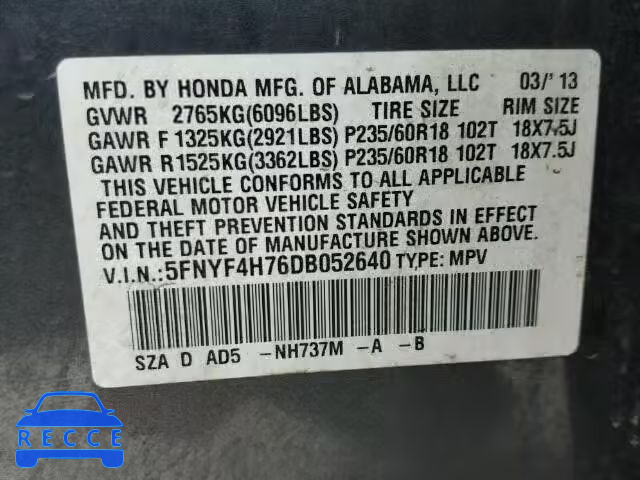 MFD. BY HONDA MFG. OF ALABAMA, LLC 03/'13
GVWR 2765KG(6096LBS) TIRE SIZE RIM SIZE
GAWR F 1325KG(2921LBS) P235/60R18 102T 18X7.5J
GAWR R 1525KG(3362LBS) P235/60R18 102T 18X7.5J
THIS VEHICLE CONFORMS TO ALL APPLICABLE
FEDERAL MOTOR VEHICLE SAFETY
AND THEFT PREVENTION STANDARDS IN EFFECT
ON THE DATE OF MANUFACTURE SHOWN ABOVE.
V.I.N.:5FNYF4H76DB052640 TYPE: MPV
SZA D AD5 -NH737M -A -B
RECCE